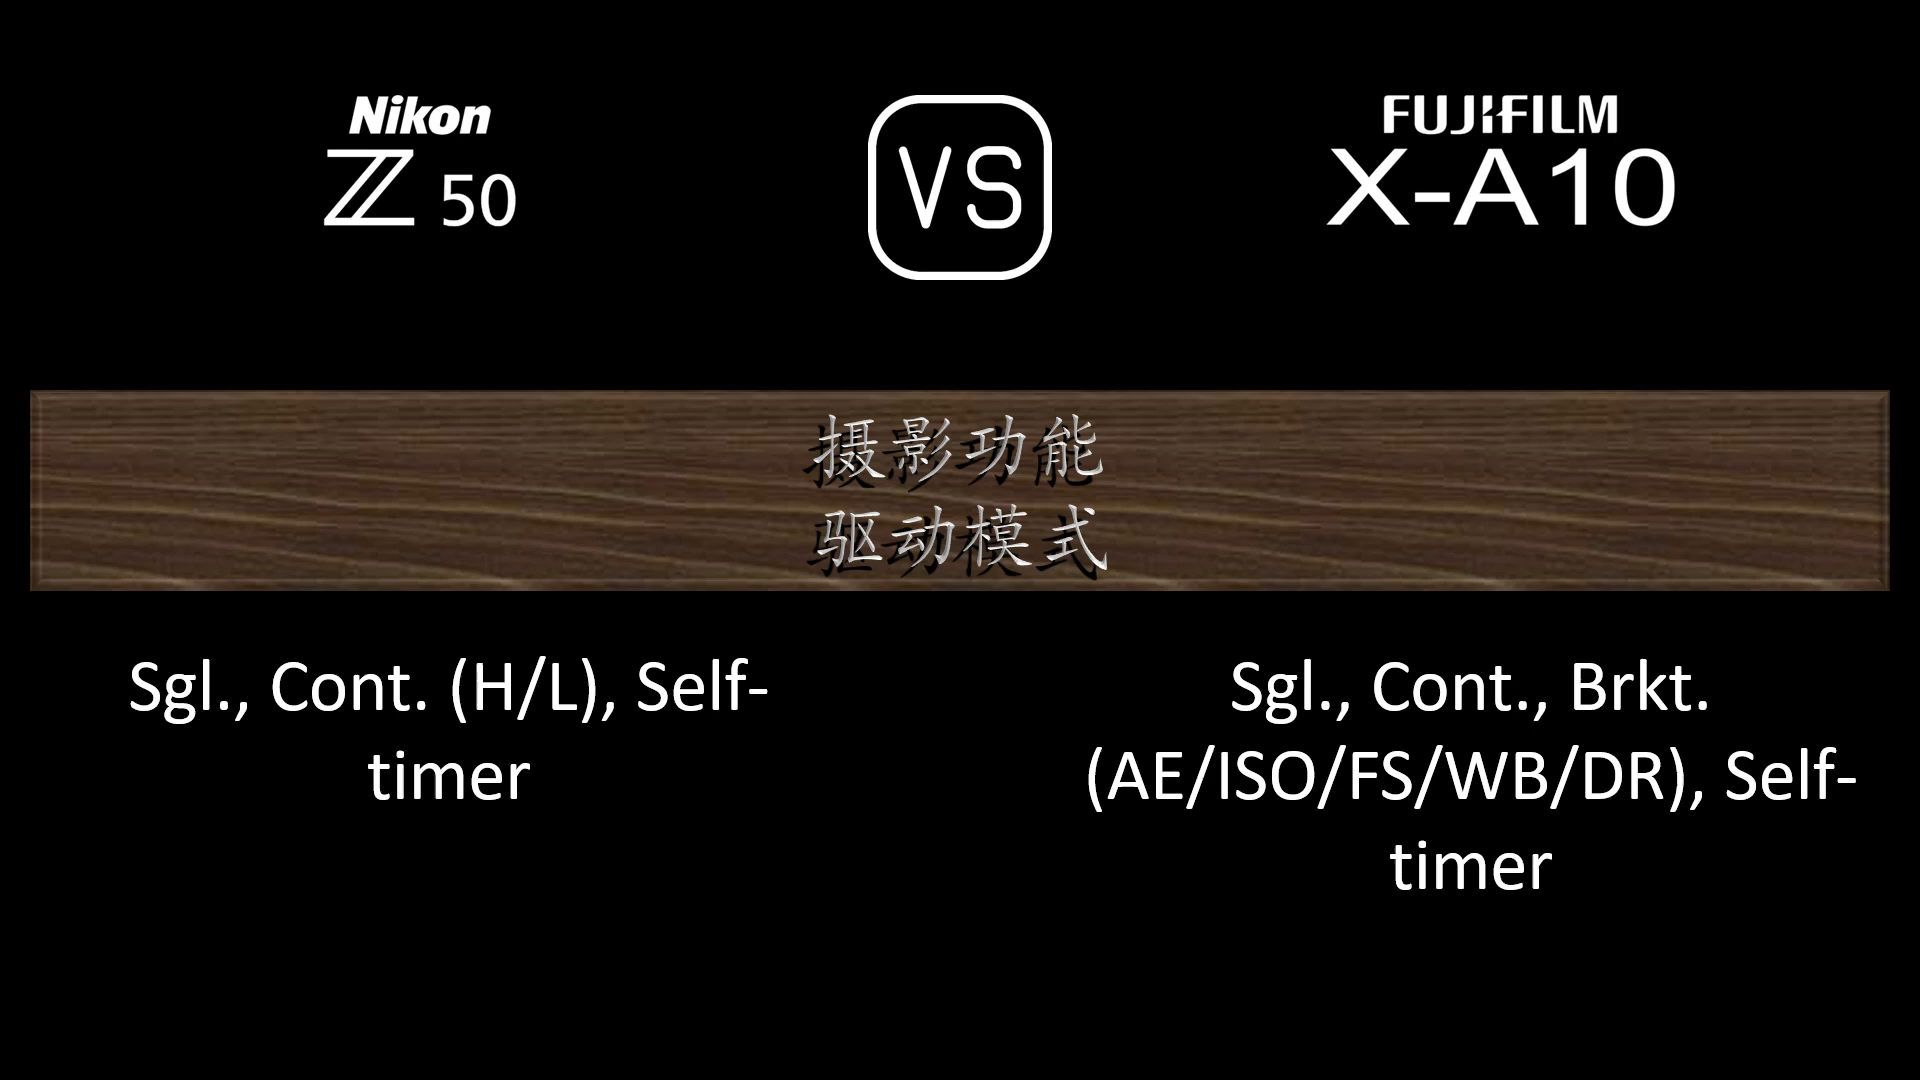 Nikon
Z 50
VS
FUJIFILM
X-A10
摄影功能
驱动模式
Sgl., Cont. (H/L), Self-
timer
Sgl., Cont., Brkt.
(AE/ISO/FS/WB/DR), Self-
timer